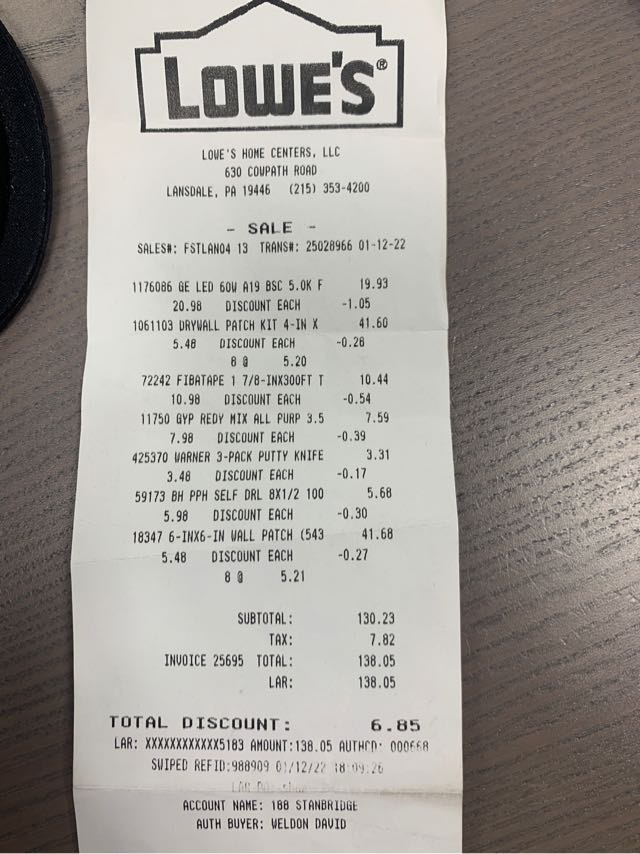 LOWE'S®
LOWE'S HOME CENTERS, LLC
630 COWPATH ROAD
LANSDALE, PA 19446 (215) 353-4200
- SALE -
SALES#: FSTLAN04 13 TRANS#: 25028966 01-12-22
1176086 GE LED 60W A19 BSC 5.0K F 19.93
20.98 DISCOUNT EACH -1.05
1061103 DRYWALL PATCH KIT 4-IN X 41.60
5.48 DISCOUNT EACH -0.28
8 @ 5.20
72242 FIBATAPE 1 7/8-INX300FT T 10.44
10.98 DISCOUNT EACH -0.54
11750 GYP REDY MIX ALL PURP 3.5 7.59
7.98 DISCOUNT EACH -0.39
425370 WARNER 3-PACK PUTTY KNIFE 3.31
3.48 DISCOUNT EACH -0.17
59173 BH PPH SELF DRL 8X1/2 100 5.68
5.98 DISCOUNT EACH -0.30
18347 6-INX6-IN WALL PATCH (543 41.68
5.48 DISCOUNT EACH -0.27
8 @ 5.21
SUBTOTAL: 130.23
TAX: 7.82
INVOICE 25695 TOTAL: 138.05
LAR: 138.05
TOTAL DISCOUNT: 6.85
LAR: XXXXXXXXXXXX5183 AMOUNT:138.05 AUTHCD: 000668
SWIPED REFID:988909 01/12/22 18:09:26
ACCOUNT NAME: 188 STANBRIDGE
AUTH BUYER: WELDON DAVID